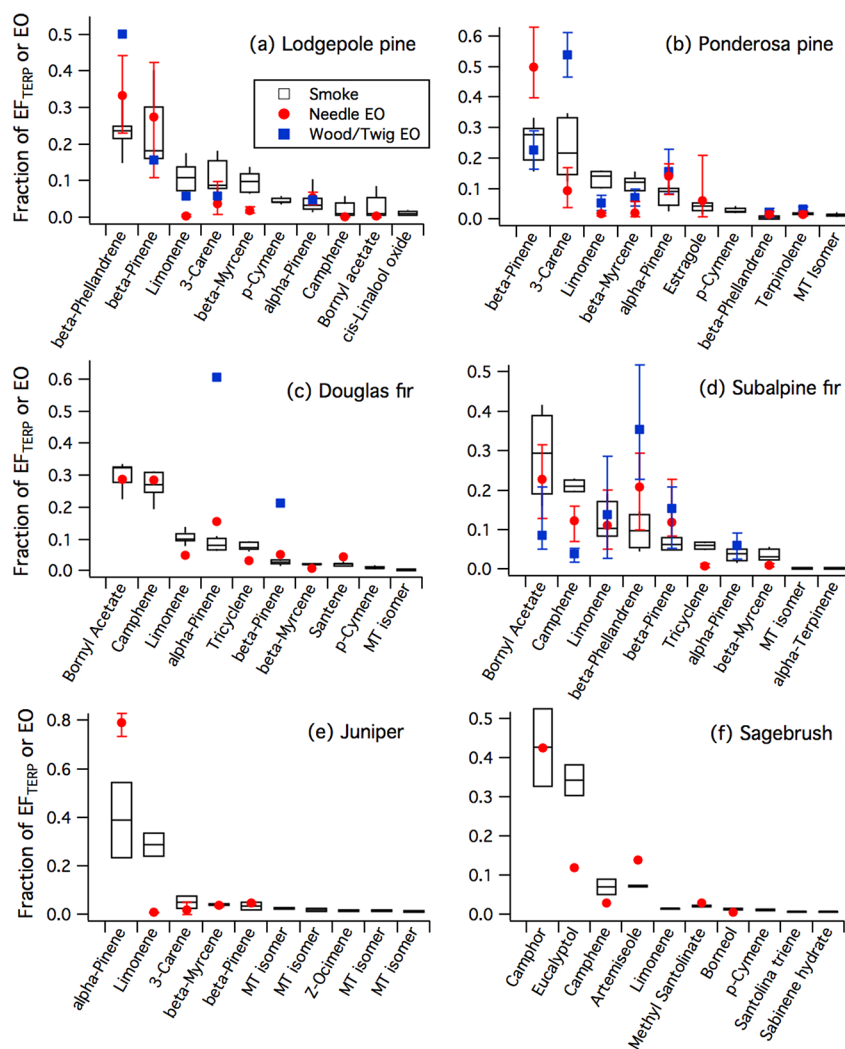 Fraction of EF_TERP or EO
0.5
0.4
0.3
0.2
0.1
0.0
(a) Lodgepole pine
Smoke
Needle EO
Wood/Twig EO
beta-Phellandrene
beta-Pinene
Limonene
3-Carene
beta-Myrcene
p-Cymene
alpha-Pinene
Camphene
Bornyl acetate
cis-Linalool oxide
0.6
0.5
0.4
0.3
0.2
0.1
0.0
(b) Ponderosa pine
beta-Pinene
3-Carene
Limonene
beta-Myrcene
alpha-Pinene
Estragole
p-Cymene
beta-Phellandrene
Terpinolene
MT Isomer
Fraction of EF_TERP or EO
0.6
0.5
0.4
0.3
0.2
0.1
0.0
(c) Douglas fir
Bornyl Acetate
Camphene
Limonene
alpha-Pinene
Tricyclene
beta-Pinene
beta-Myrcene
Santene
p-Cymene
MT isomer
0.5
0.4
0.3
0.2
0.1
0.0
(d) Subalpine fir
Bornyl Acetate
Camphene
Limonene
beta-Phellandrene
beta-Pinene
Tricyclene
alpha-Pinene
beta-Myrcene
MT isomer
alpha-Terpinene
Fraction of EF_TERP or EO
0.8
0.6
0.4
0.2
0.0
(e) Juniper
alpha-Pinene
Limonene
3-Carene
beta-Myrcene
beta-Pinene
MT isomer
MT isomer
Z-Ocimene
MT isomer
MT isomer
0.5
0.4
0.3
0.2
0.1
0.0
(f) Sagebrush
Camphor
Eucalyptol
Camphene
Artemiseole
Limonene
Methyl Santolinate
Borneol
p-Cymene
Santolina triene
Sabinene hydrate